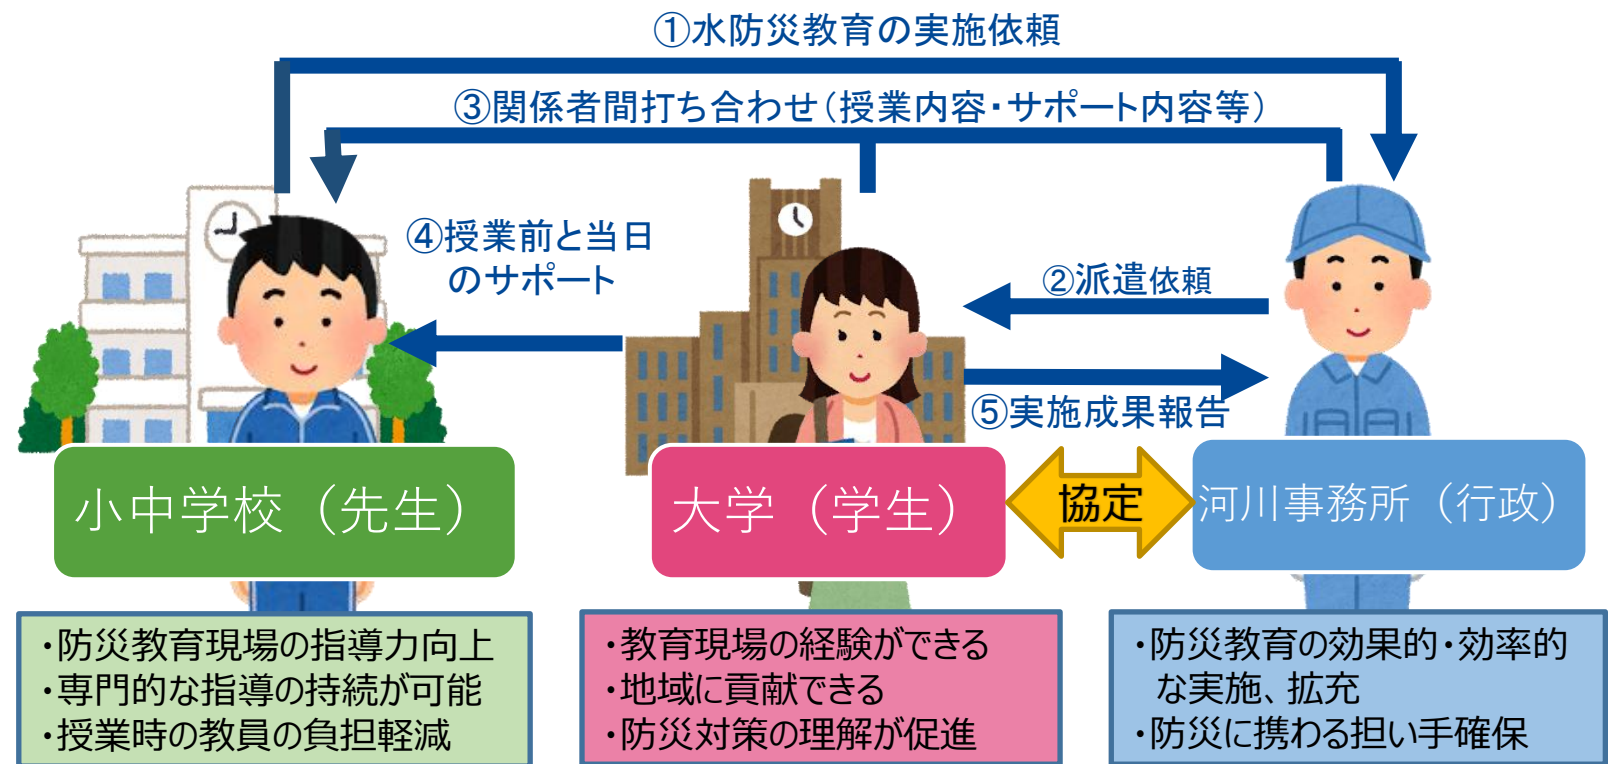 ①水防災教育の実施依頼
③関係者間打ち合わせ（授業内容・サポート内容等）
④授業前と当日
のサポート
②派遣依頼
⑤実施成果報告
小中学校（先生）
大学（学生）
協定
河川事務所（行政）
・防災教育現場の指導力向上
・専門的な指導の持続が可能
・授業時の教員の負担軽減
・教育現場の経験ができる
・地域に貢献できる
・防災対策の理解が促進
・防災教育の効果的・効率的
な実施、拡充
・防災に携わる担い手確保